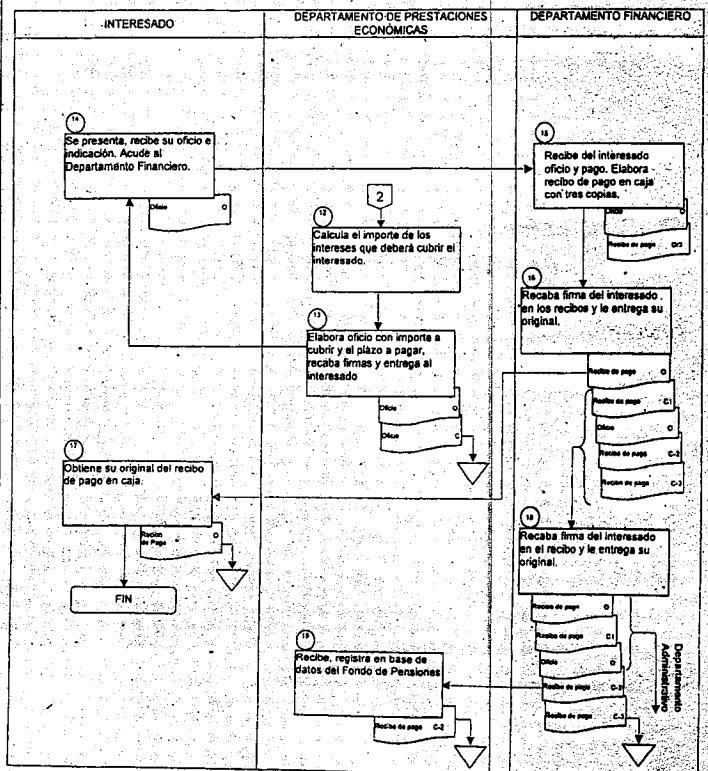 INTERESADO
DEPARTAMENTO DE PRESTACIONES
ECONÓMICAS
DEPARTAMENTO FINANCIERO
14
Se presenta, recibe su oficio e
indicación. Acude al
Departamento Financiero.
Oficio O
15
Recibe del interesado
oficio y pago. Elabora
recibo de pago en caja
con tres copias.
Oficio O
Recibo de pago O/3
2
12
Calcula el importe de los
intereses que deberá cubrir el
interesado.
13
Elabora oficio con importe a
cubrir y el plazo a pagar,
recaba firmas y entrega al
interesado
Oficio O
Oficio C
16
Recaba firma del interesado
en los recibos y le entrega su
original.
Recibo de pago O
Recibo de pago C1
Oficio O
Recibo de pago C-2
Recibo de pago C-3
17
Obtiene su original del recibo
de pago en caja.
Recibo
de Pago O
FIN
18
Recaba firma del interesado
en el recibo y le entrega su
original.
Recibo de pago O
Recibo de pago C1
Oficio O
Recibo de pago C-2
Recibo de pago C-3
Departamento
Administrativo
19
Recibe, registra en base de
datos del Fondo de Pensiones
Recibo de pago C-2